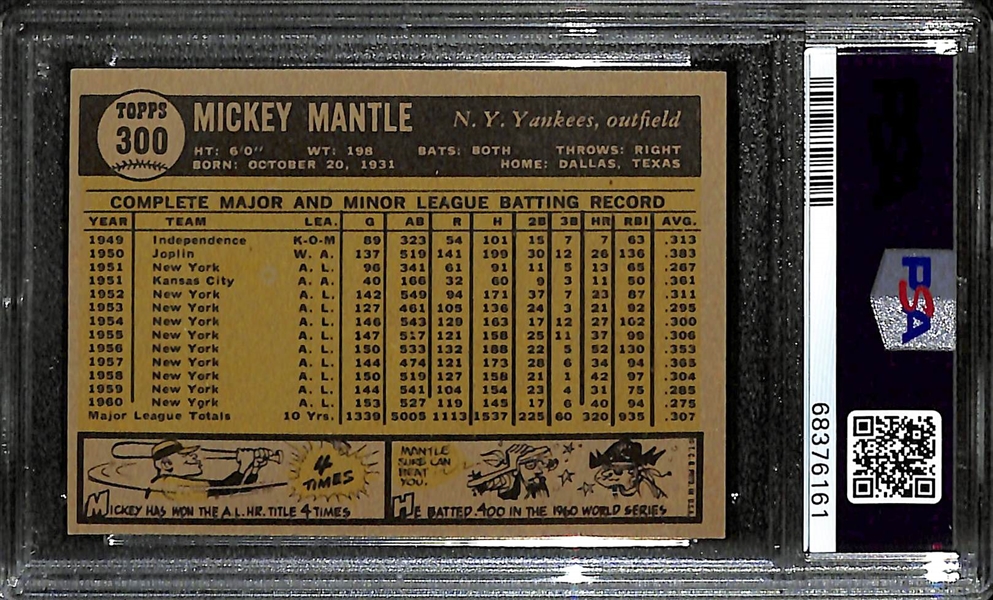 TOPPS
300
MICKEY MANTLE
N. Y. Yankees, outfield
HT: 6'0" WT: 198 BATS: BOTH THROWS: RIGHT
BORN: OCTOBER 20, 1931 HOME: DALLAS, TEXAS
COMPLETE MAJOR AND MINOR LEAGUE BATTING RECORD
YEAR TEAM LEA. G AB R H 2B 3B HR RBI AVG.
1949 Independence K-O-M 89 323 54 101 15 7 7 63 .313
1950 Joplin W. A. 137 519 141 199 30 12 26 136 .383
1951 New York A. L. 96 341 61 91 11 5 13 65 .267
1951 Kansas City A. A. 40 166 32 60 9 3 11 50 .361
1952 New York A. L. 142 549 94 171 37 7 23 87 .311
1953 New York A. L. 127 461 105 136 24 3 21 92 .295
1954 New York A. L. 146 543 129 163 17 12 27 102 .300
1955 New York A. L. 147 517 121 158 25 11 37 99 .306
1956 New York A. L. 150 533 132 188 22 5 52 130 .353
1957 New York A. L. 144 474 121 173 28 6 34 94 .365
1958 New York A. L. 150 519 127 158 21 1 42 97 .304
1959 New York A. L. 144 541 104 154 23 4 31 75 .285
1960 New York A. L. 153 527 119 145 17 6 40 94 .275
Major League Totals 10 Yrs. 1339 5005 1113 1537 225 60 320 935 .307
4
TIMES
MICKEY HAS WON THE A.L. HR. TITLE 4 TIMES
MANTLE
SURE CAN
BEAT
YOU.
HE BATTED .400 IN THE 1960 WORLD SERIES
PSA
68376161